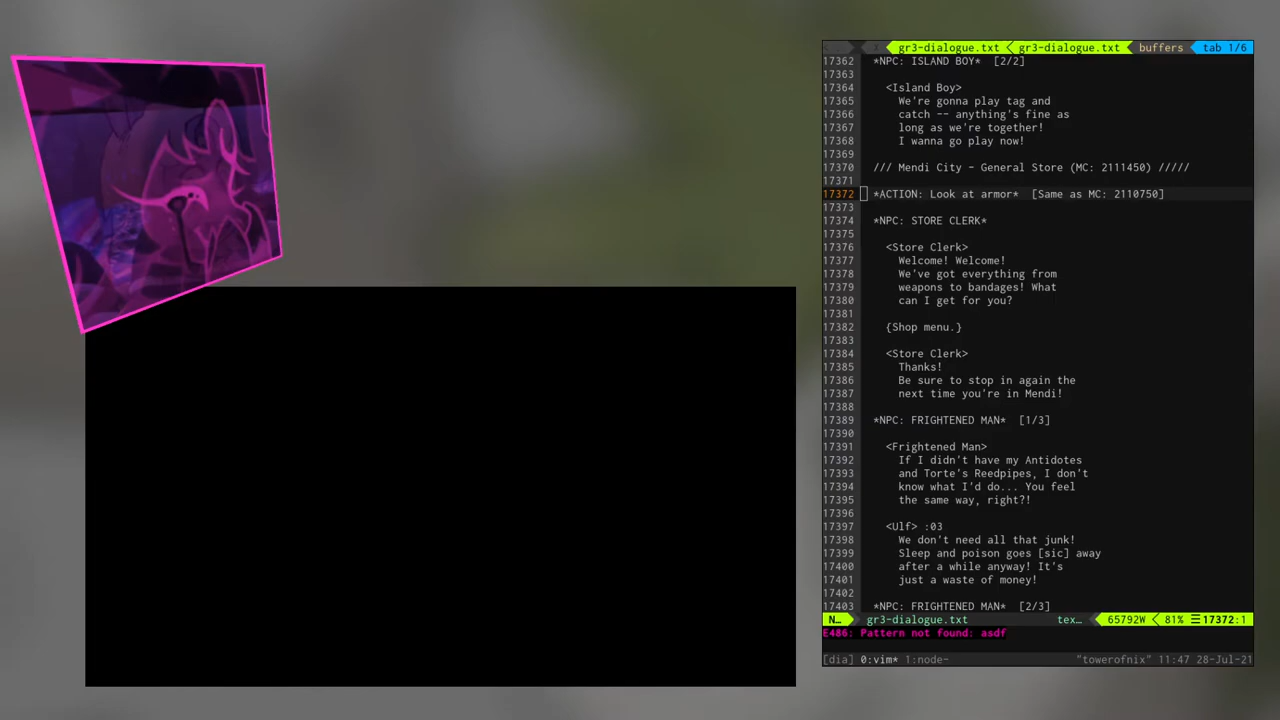 gr3-dialogue.txt gr3-dialogue.txt buffers tab 1/6
17362 *NPC: ISLAND BOY* [2/2]
17363
17364 <Island Boy>
17365 We're gonna play tag and
17366 catch -- anything's fine as
17367 long as we're together!
17368 I wanna go play now!
17369
17370 /// Mendi City - General Store (MC: 2111450) /////
17371
17372 *ACTION: Look at armor* [Same as MC: 2110750]
17373
17374 *NPC: STORE CLERK*
17375
17376 <Store Clerk>
17377 Welcome! Welcome!
17378 We've got everything from
17379 weapons to bandages! What
17380 can I get for you?
17381
17382 {Shop menu.}
17383
17384 <Store Clerk>
17385 Thanks!
17386 Be sure to stop in again the
17387 next time you're in Mendi!
17388
17389 *NPC: FRIGHTENED MAN* [1/3]
17390
17391 <Frightened Man>
17392 If I didn't have my Antidotes
17393 and Torte's Reedpipes, I don't
17394 know what I'd do... You feel
17395 the same way, right?!
17396
17397 <Ulf> :03
17398 We don't need all that junk!
17399 Sleep and poison goes [sic] away
17400 after a while anyway! It's
17401 just a waste of money!
17402
17403 *NPC: FRIGHTENED MAN* [2/3]
N… gr3-dialogue.txt tex… 65792W 81% ☰17372:1
E486: Pattern not found: asdf
[dia] 0:vim* 1:node- "towerofnix" 11:47 28-Jul-21